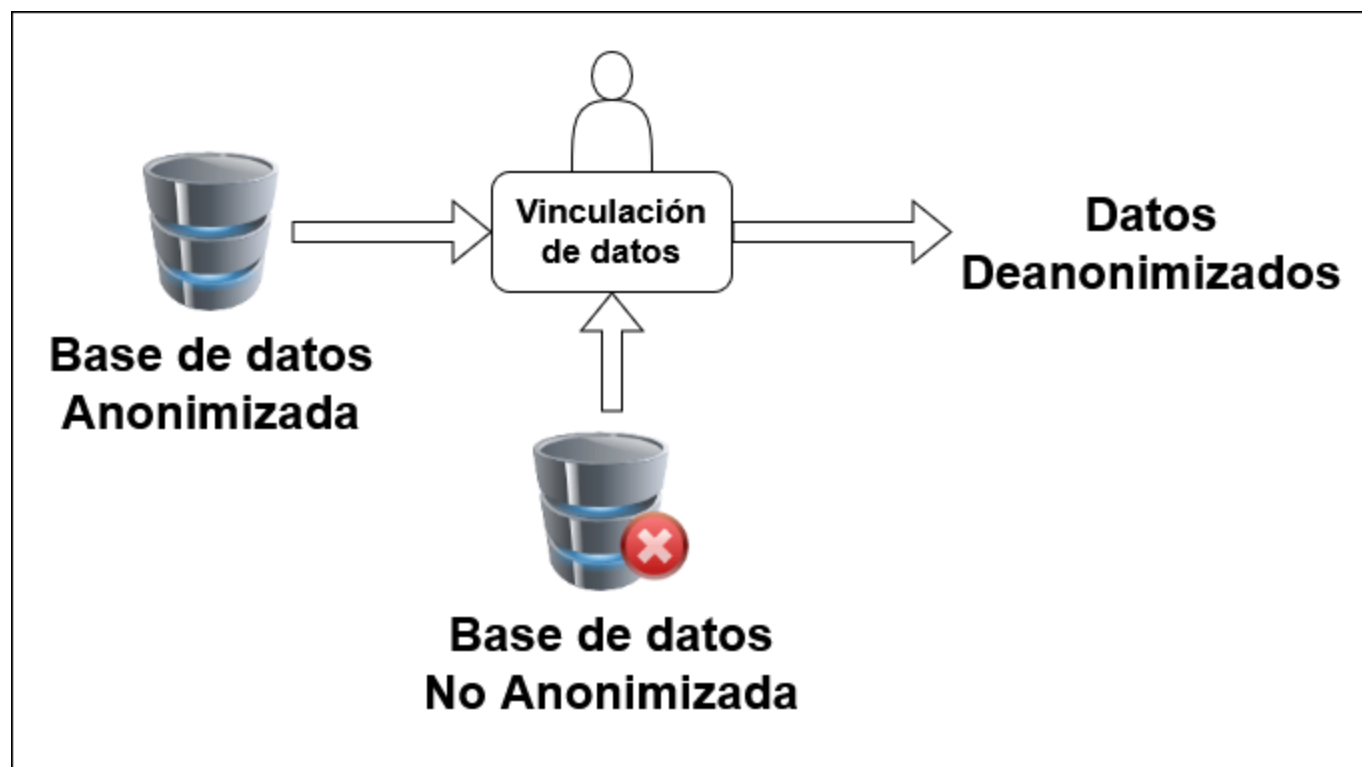 Vinculación
de datos
Datos
Deanonimizados
Base de datos
Anonimizada
Base de datos
No Anonimizada